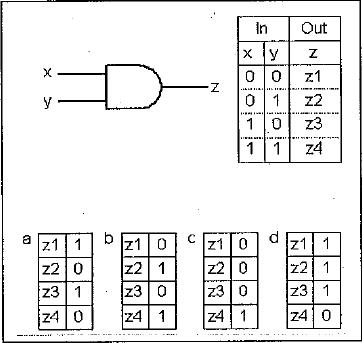 In Out
x y z
0 0 z1
0 1 z2
1 0 z3
1 1 z4
x
y
z
a b c d
z1 1 z1 0 z1 0 z1 1
z2 0 z2 1 z2 0 z2 1
z3 1 z3 0 z3 0 z3 1
z4 0 z4 1 z4 1 z4 0